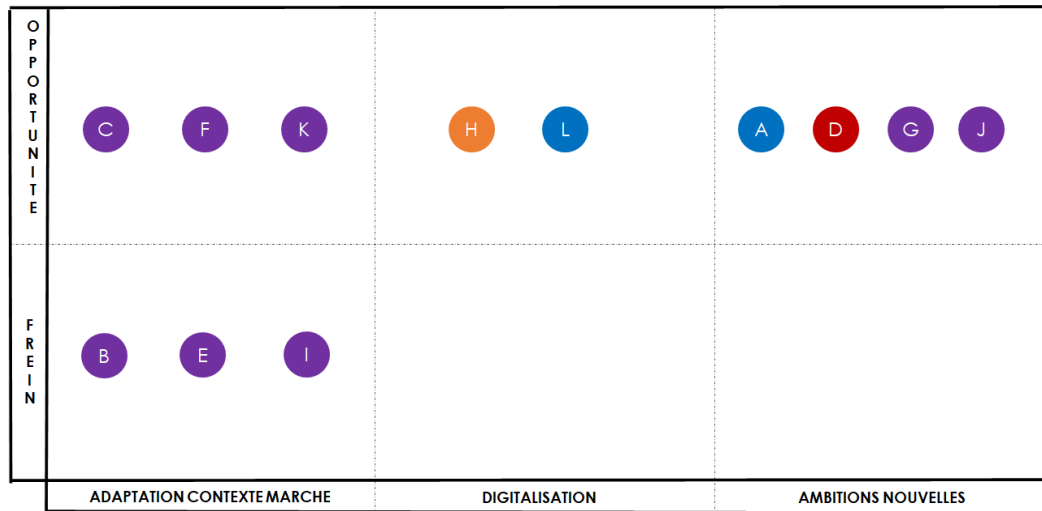 OPPORTUNITE
C F K H L A D G J
FREIN
B E I
ADAPTATION CONTEXTE MARCHE DIGITALISATION AMBITIONS NOUVELLES